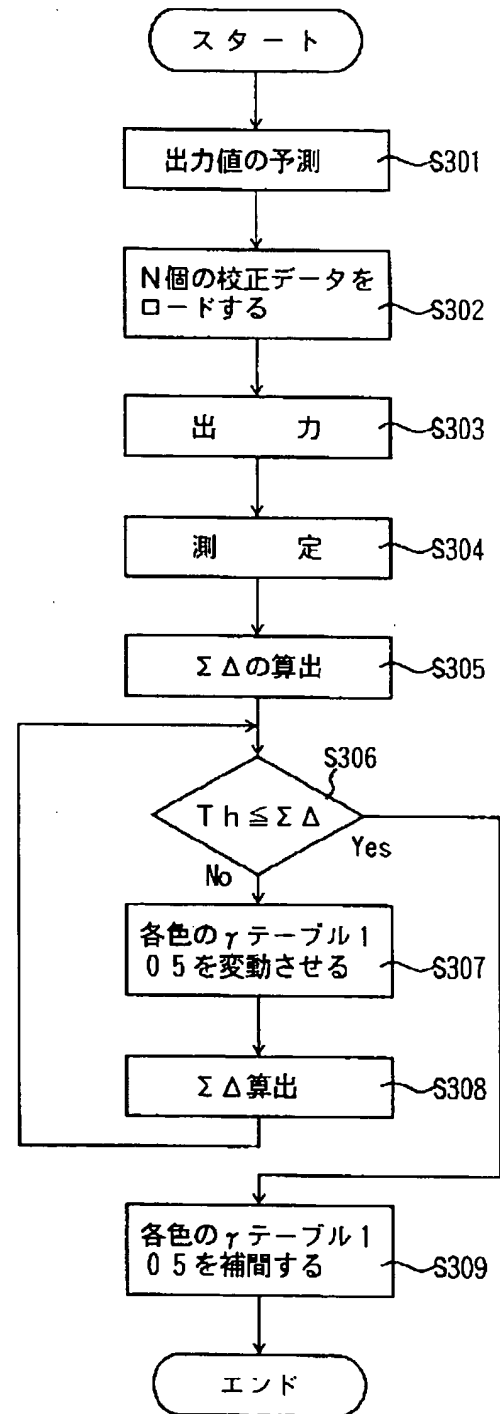 スタート
出力値の予測
S301
N個の校正データを
ロードする
S302
出 力
S303
測 定
S304
ΣΔの算出
S305
S306
Th≦ΣΔ
Yes
No
各色のγテーブル1
05を変動させる
S307
ΣΔ算出
S308
各色のγテーブル1
05を補間する
S309
エンド